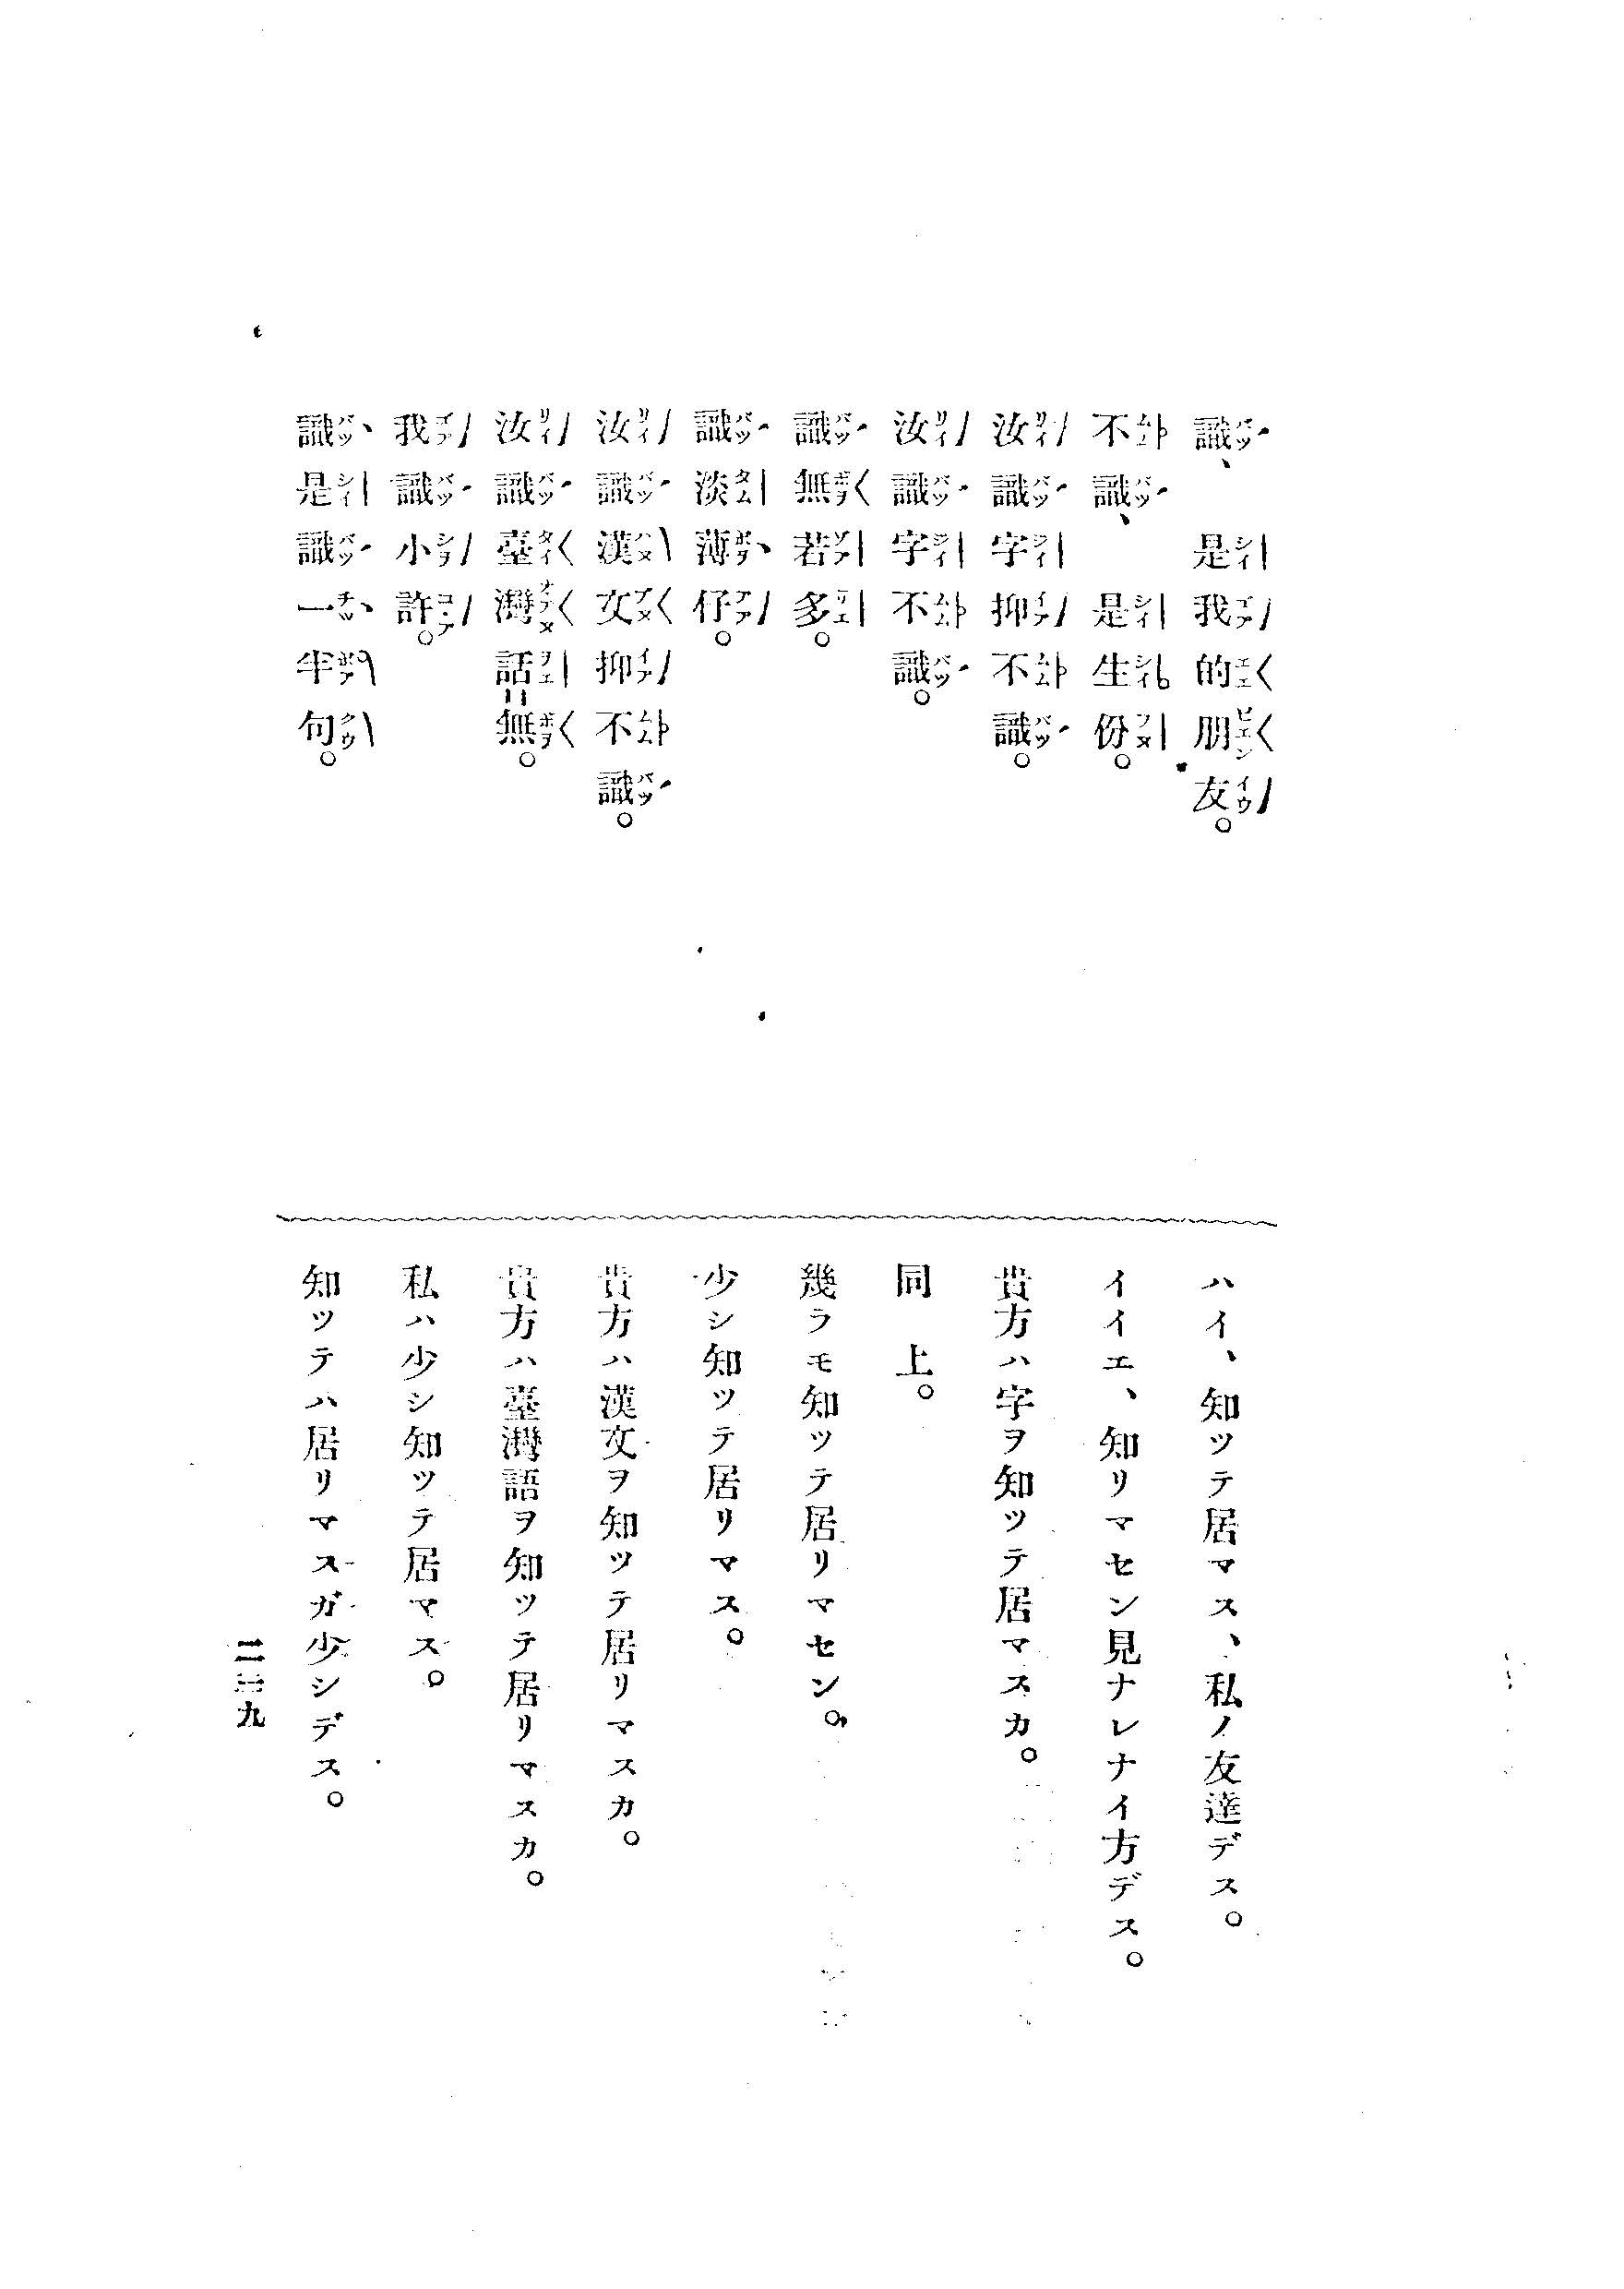 識、是我的朋友。
不識、是生份。
汝識字抑不識。
汝識字不識。
識無若多。
識淡薄仔。
汝識漢文抑不識。
汝識臺灣話無。
我識小許。
識是識一半句。
ハイ、知ッテ居マス、私ノ友達デス。
イイエ、知リマセン見ナレナイ方デス。
貴方ハ字ヲ知ッテ居マスカ。
同上。
幾ラモ知ッテ居リマセン。
少シ知ッテ居リマス。
貴方ハ漢文ヲ知ッテ居リマスカ。
貴方ハ臺灣語ヲ知ッテ居リマスカ。
私ハ少シ知ッテ居マス。
知ッテハ居リマスガ少シデス。
二三九